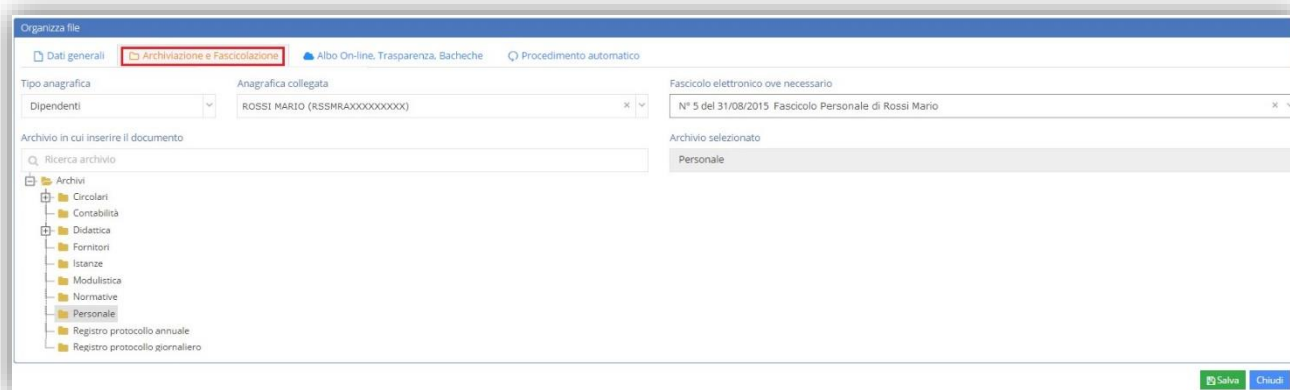 Organizza file
Dati generali Archiviazione e Fascicolazione Albo On-line, Trasparenza, Bacheche Procedimento automatico
Tipo anagrafica Anagrafica collegata Fascicolo elettronico ove necessario
Dipendenti ROSSI MARIO (RSSMRAXXXXXXXXXX) N° 5 del 31/08/2015 Fascicolo Personale di Rossi Mario
Archivio in cui inserire il documento Archivio selezionato
Ricerca archivio Personale
Archivi
Circolari
Contabilità
Didattica
Fornitori
Istanze
Modulistica
Normative
Personale
Registro protocollo annuale
Registro protocollo giornaliero
Salva Chiudi